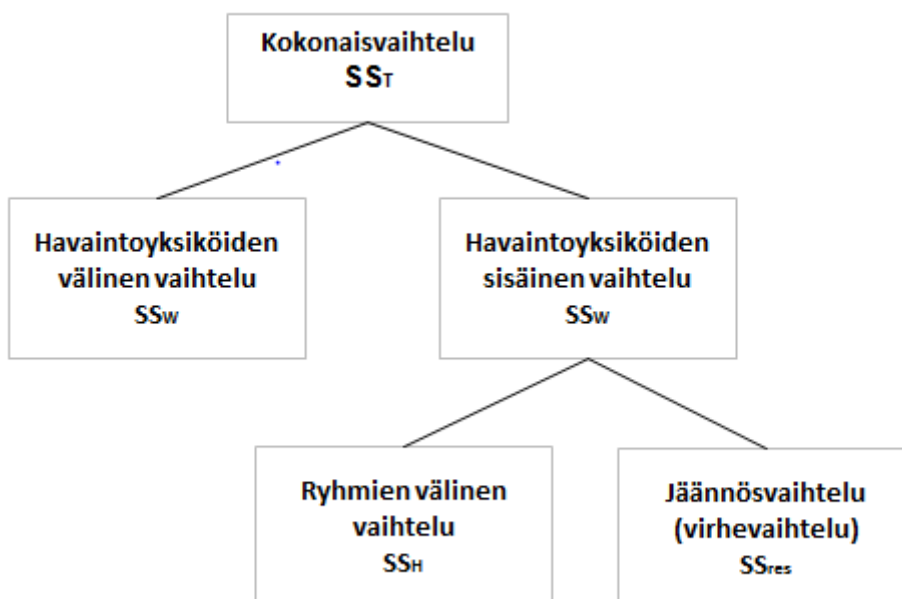 Kokonaisvaihtelu
SST
Havaintoyksiköiden
välinen vaihtelu
SSW
Havaintoyksiköiden
sisäinen vaihtelu
SSW
Ryhmien välinen
vaihtelu
SSH
Jäännösvaihtelu
(virhevaihtelu)
SSres